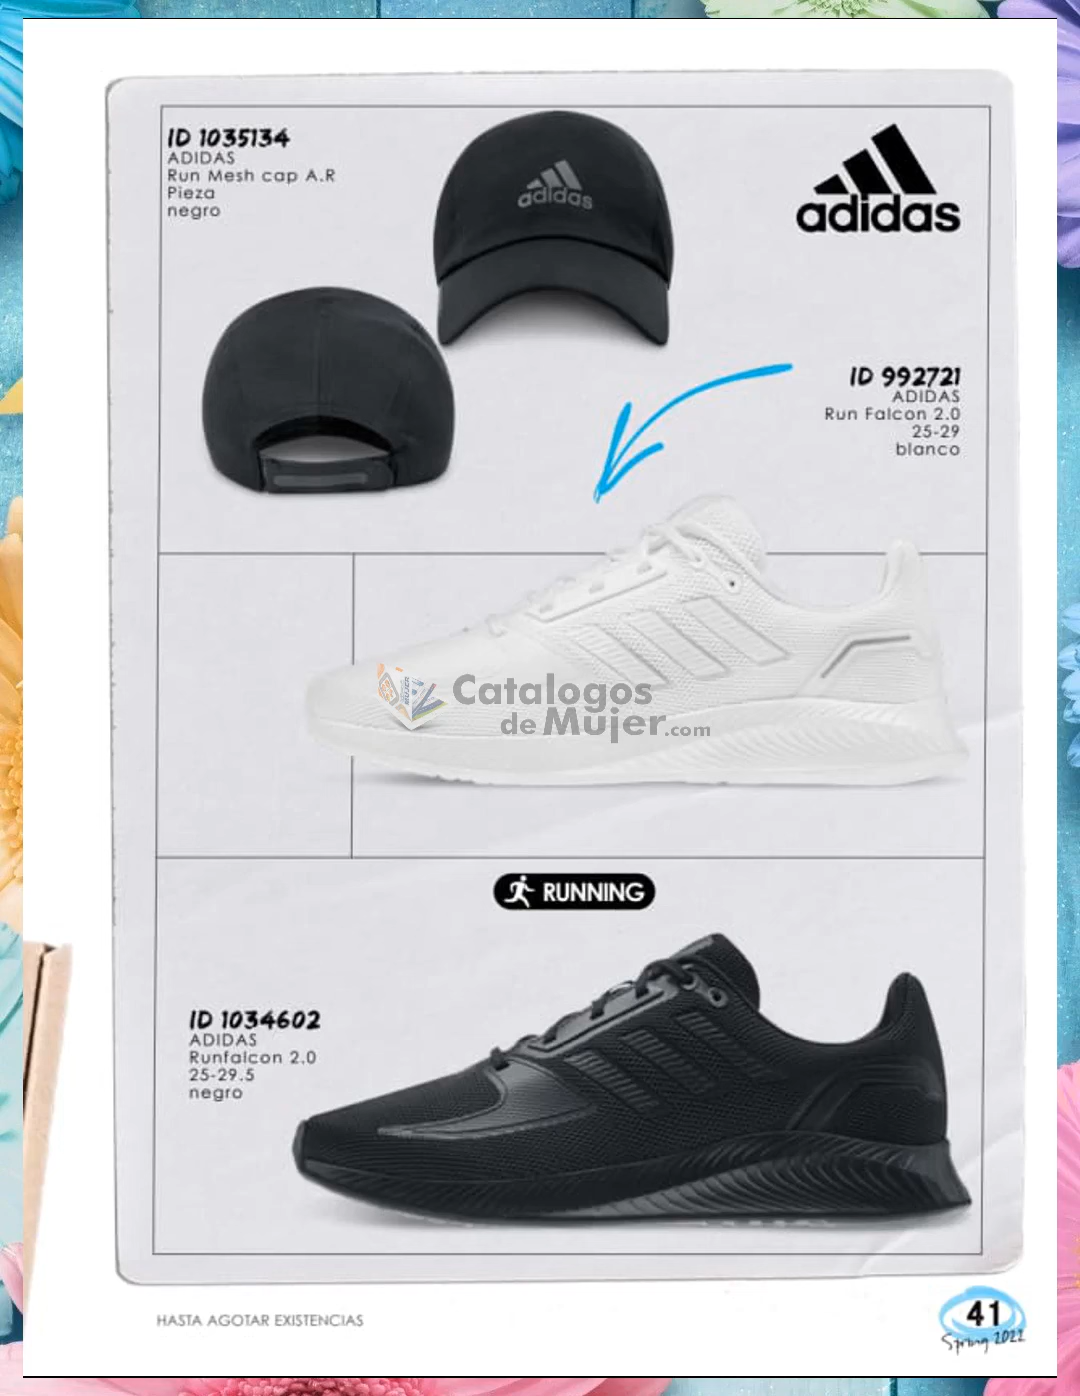 ID 1035134
ADIDAS
Run Mesh cap A.R
Pieza
negro
adidas
adidas
ID 992721
ADIDAS
Run Falcon 2.0
25-29
blanco
Catalogos
de Mujer.com
RUNNING
ID 1034602
ADIDAS
Runfalcon 2.0
25-29.5
negro
HASTA AGOTAR EXISTENCIAS
41
Spring 2022